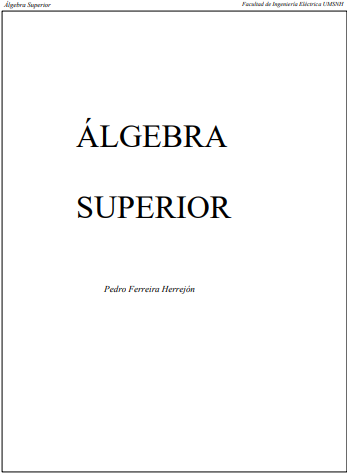 Álgebra Superior
Facultad de Ingeniería Eléctrica UMSNH
ÁLGEBRA
SUPERIOR
Pedro Ferreira Herrejón